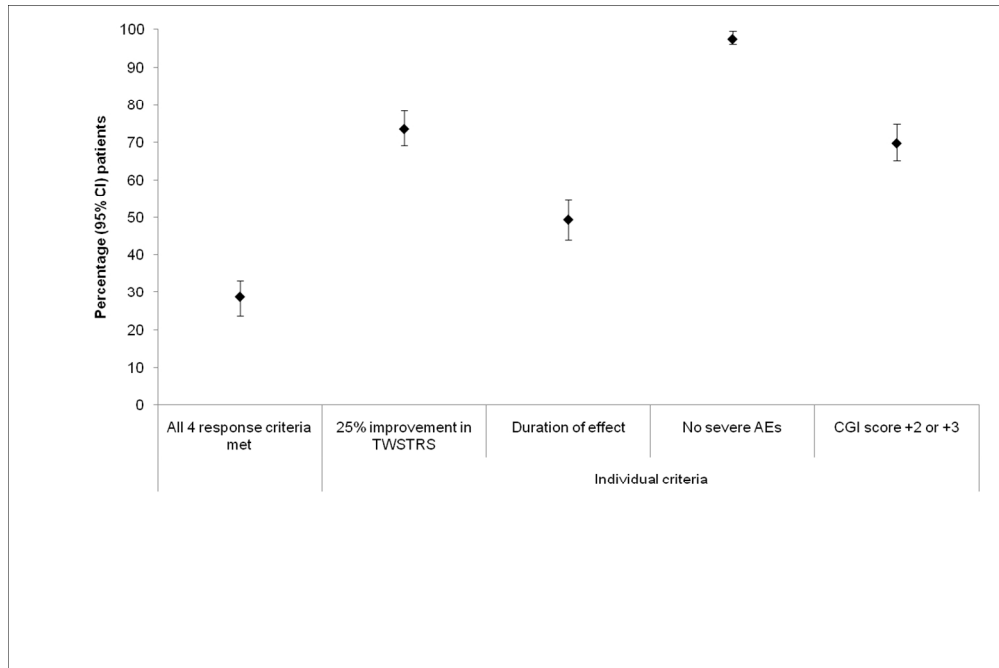 Percentage (95% CI) patients
100
90
80
70
60
50
40
30
20
10
0
All 4 response criteria
met
25% improvement in
TWSTRS
Duration of effect
No severe AEs
CGI score +2 or +3
Individual criteria